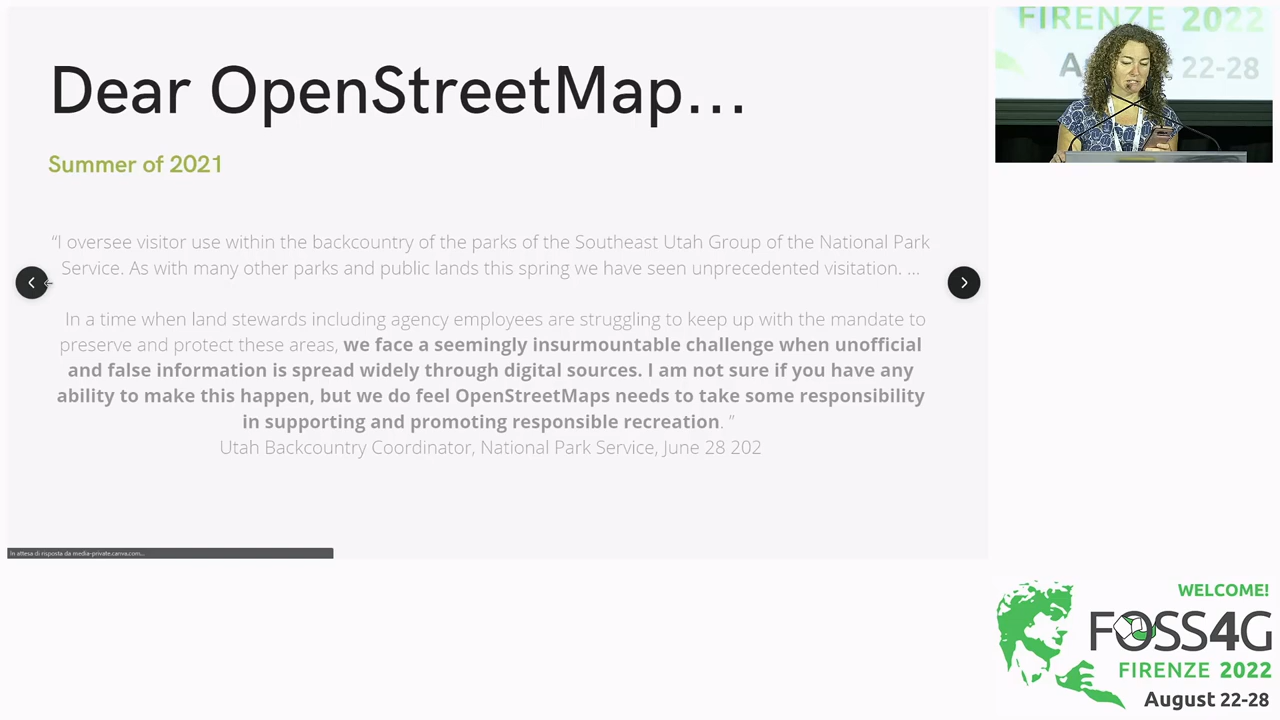 Dear OpenStreetMap...
Summer of 2021
“I oversee visitor use within the backcountry of the parks of the Southeast Utah Group of the National Park
Service. As with many other parks and public lands this spring we have seen unprecedented visitation. ...
In a time when land stewards including agency employees are struggling to keep up with the mandate to
preserve and protect these areas, we face a seemingly insurmountable challenge when unofficial
and false information is spread widely through digital sources. I am not sure if you have any
ability to make this happen, but we do feel OpenStreetMaps needs to take some responsibility
in supporting and promoting responsible recreation. ”
Utah Backcountry Coordinator, National Park Service, June 28 202
In attesa di risposta da media-private.canva.com...
FIRENZE 2022
22-28
WELCOME!
FOSS4G
FIRENZE 2022
August 22-28